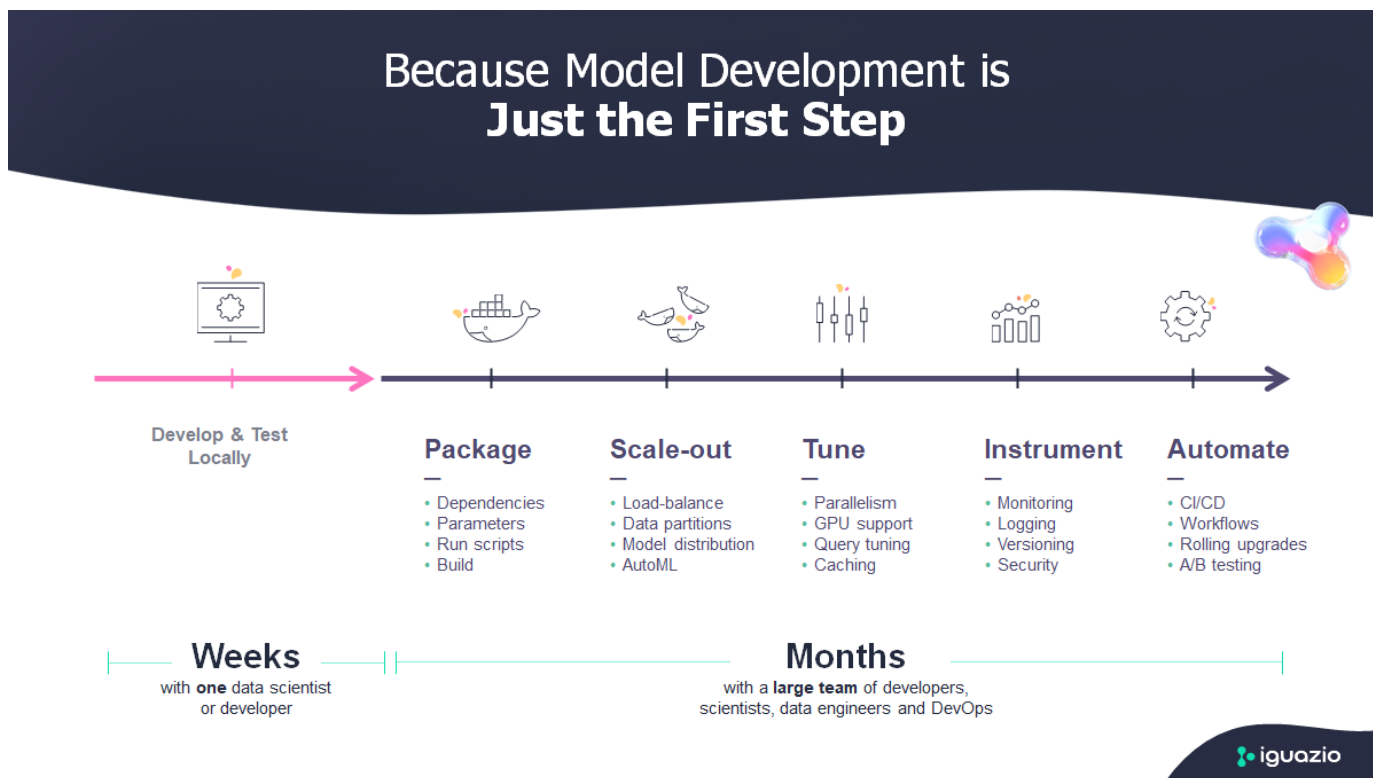 Because Model Development is
Just the First Step
Develop & Test
Locally
Package
• Dependencies
• Parameters
• Run scripts
• Build
Scale-out
• Load-balance
• Data partitions
• Model distribution
• AutoML
Tune
• Parallelism
• GPU support
• Query tuning
• Caching
Instrument
• Monitoring
• Logging
• Versioning
• Security
Automate
• CI/CD
• Workflows
• Rolling upgrades
• A/B testing
Weeks
with one data scientist
or developer
Months
with a large team of developers,
scientists, data engineers and DevOps
iguazio